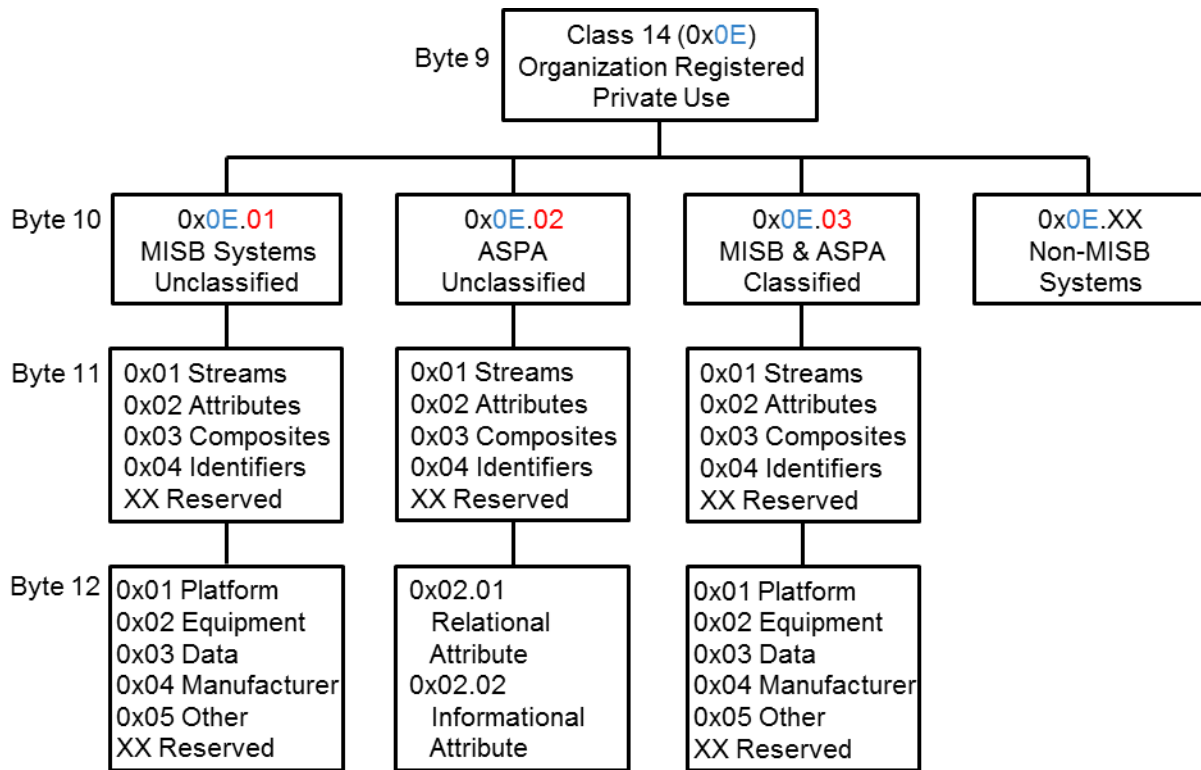 Byte 9
Class 14 (0x0E)
Organization Registered
Private Use
Byte 10
0x0E.01
MISB Systems
Unclassified
0x0E.02
ASPA
Unclassified
0x0E.03
MISB & ASPA
Classified
0x0E.XX
Non-MISB
Systems
Byte 11
0x01 Streams
0x02 Attributes
0x03 Composites
0x04 Identifiers
XX Reserved
0x01 Streams
0x02 Attributes
0x03 Composites
0x04 Identifiers
XX Reserved
0x01 Streams
0x02 Attributes
0x03 Composites
0x04 Identifiers
XX Reserved
Byte 12
0x01 Platform
0x02 Equipment
0x03 Data
0x04 Manufacturer
0x05 Other
XX Reserved
0x02.01
Relational
Attribute
0x02.02
Informational
Attribute
0x01 Platform
0x02 Equipment
0x03 Data
0x04 Manufacturer
0x05 Other
XX Reserved